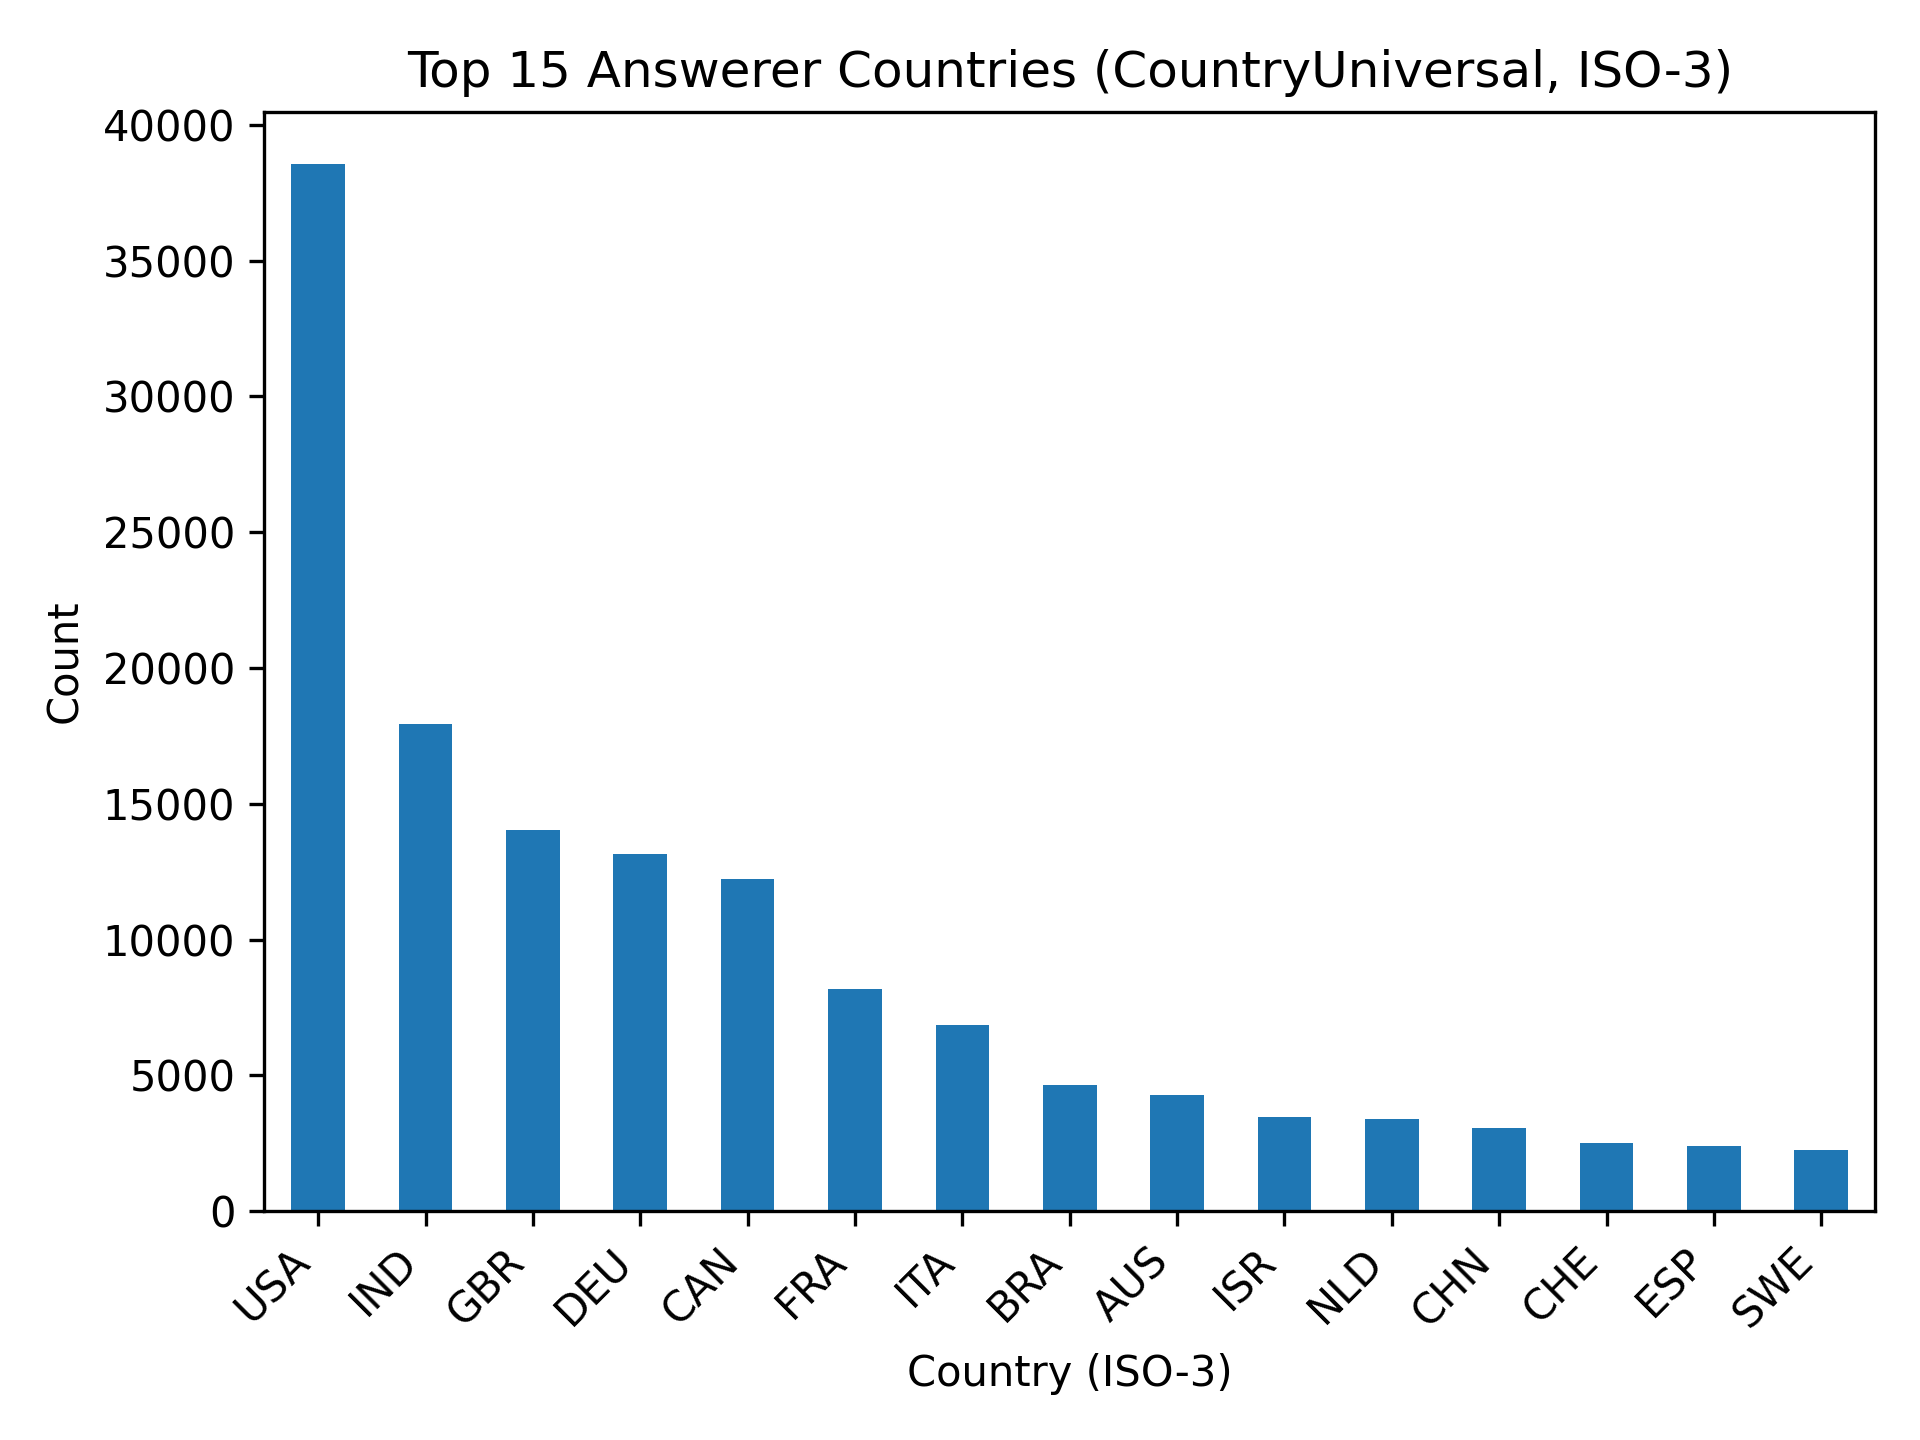 Top 15 Answerer Countries (CountryUniversal, ISO-3)
40000
35000
30000
25000
20000
15000
10000
5000
0
Count
USA
IND
GBR
DEU
CAN
FRA
ITA
BRA
AUS
ISR
NLD
CHN
CHE
ESP
SWE
Country (ISO-3)